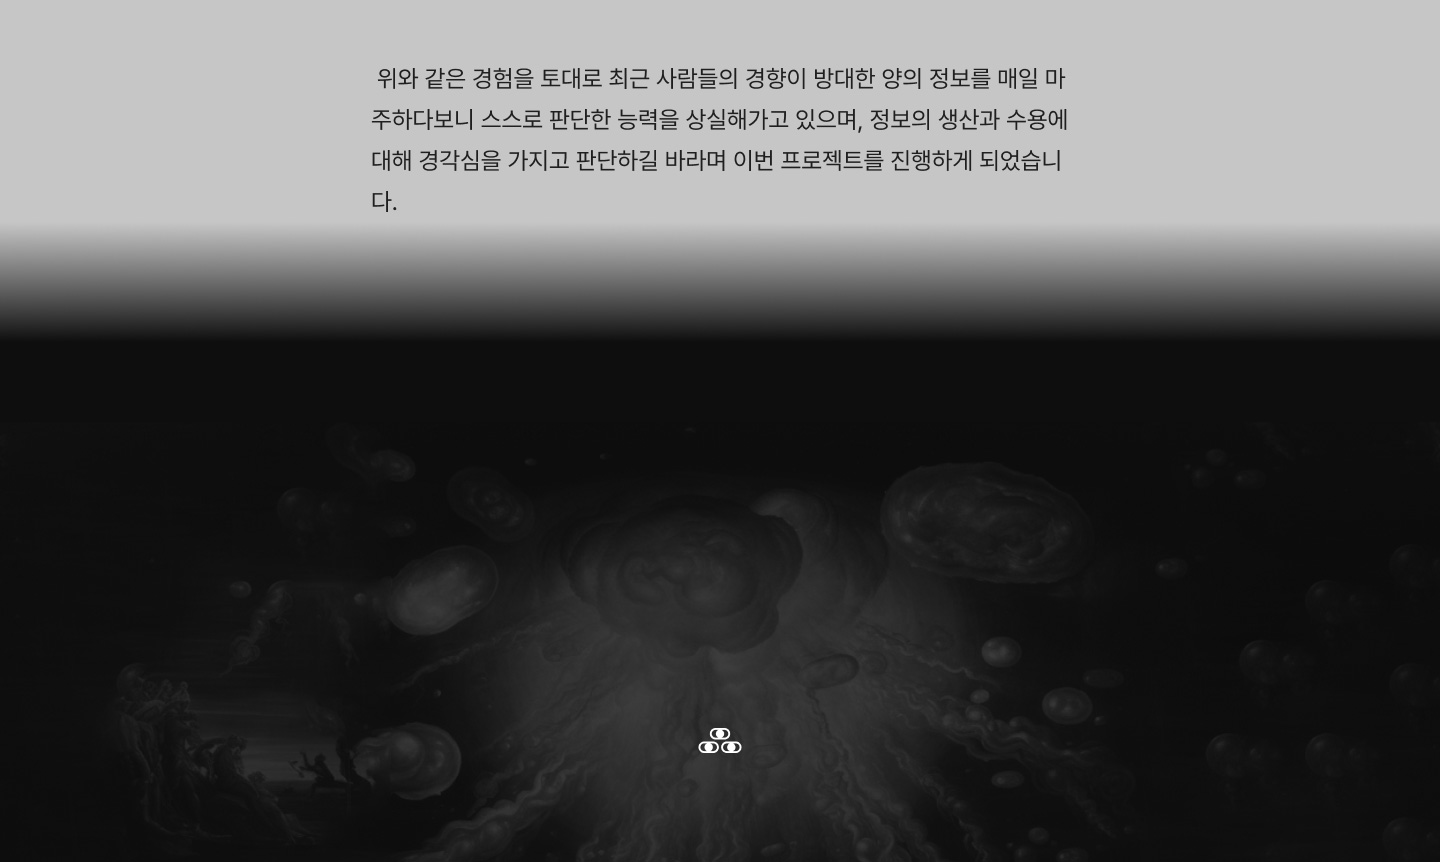 위와 같은 경험을 토대로 최근 사람들의 경향이 방대한 양의 정보를 매일 마
주하다보니 스스로 판단한 능력을 상실해가고 있으며, 정보의 생산과 수용에
대해 경각심을 가지고 판단하길 바라며 이번 프로젝트를 진행하게 되었습니
다.